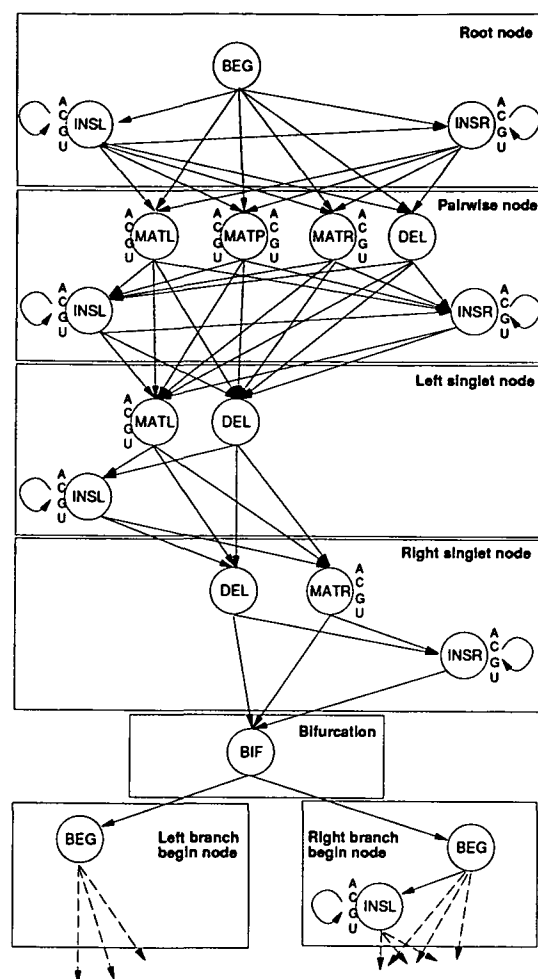 Root node
BEG
A
C
G
U
INSL
INSR
A
C
G
U
Pairwise node
A
C
G
U
MATL
A
C
G
U
MATP
A
C
G
U
MATR
A
C
G
U
DEL
A
C
G
U
INSL
INSR
A
C
G
U
Left singlet node
A
C
G
U
MATL
DEL
A
C
G
U
INSL
Right singlet node
DEL
MATR
A
C
G
U
INSR
A
C
G
U
Bifurcation
BIF
BEG
Left branch
begin node
Right branch
begin node
BEG
A
C
G
U
INSL